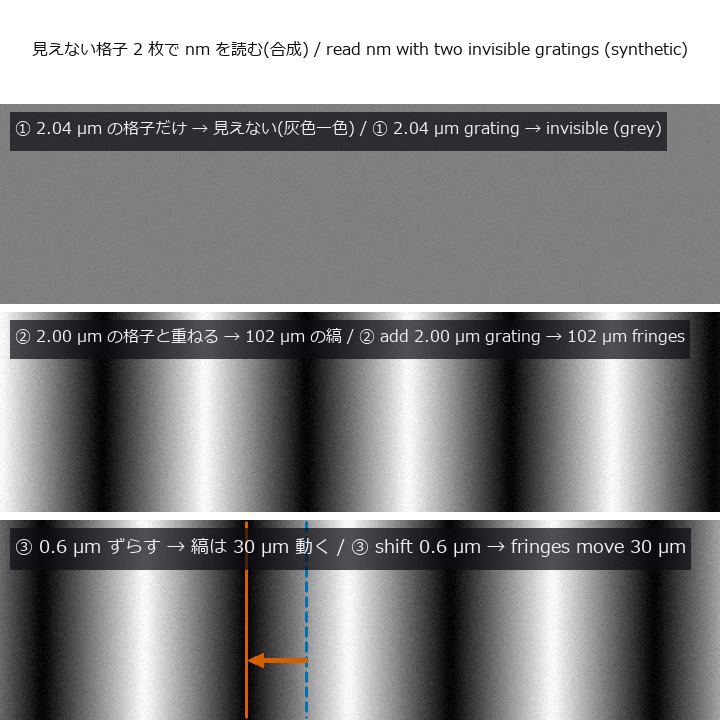 見えない格子 2 枚で nm を読む(合成) / read nm with two invisible gratings (synthetic)
① 2.04 µm の格子だけ → 見えない(灰色一色) / ① 2.04 µm grating → invisible (grey)
② 2.00 µm の格子と重ねる → 102 µm の縞 / ② add 2.00 µm grating → 102 µm fringes
③ 0.6 µm ずらす → 縞は 30 µm 動く / ③ shift 0.6 µm → fringes move 30 µm